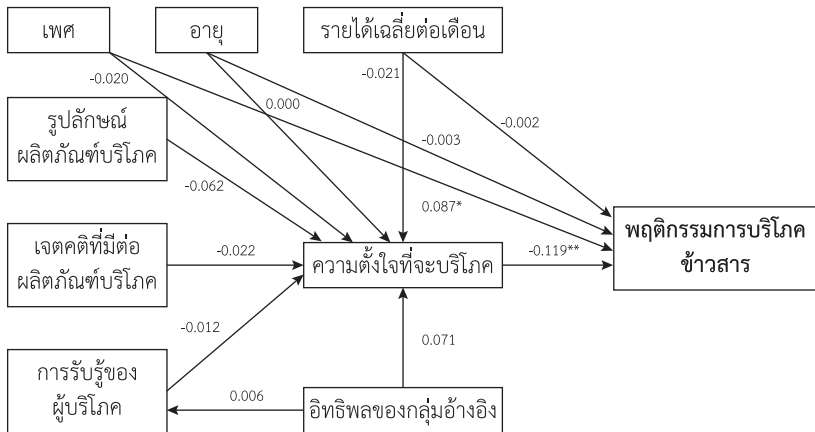 เพศ
อายุ
รายได้เฉลี่ยต่อเดือน
-0.020
0.000
-0.021
-0.003
-0.002
รูปลักษณ์
ผลิตภัณฑ์บริโภค
-0.062
0.087*
เจตคติที่มีต่อ
ผลิตภัณฑ์บริโภค
-0.022
ความตั้งใจที่จะบริโภค
-0.119**
พฤติกรรมการบริโภค
ข้าวสาร
-0.012
0.071
การรับรู้ของ
ผู้บริโภค
0.006
อิทธิพลของกลุ่มอ้างอิง